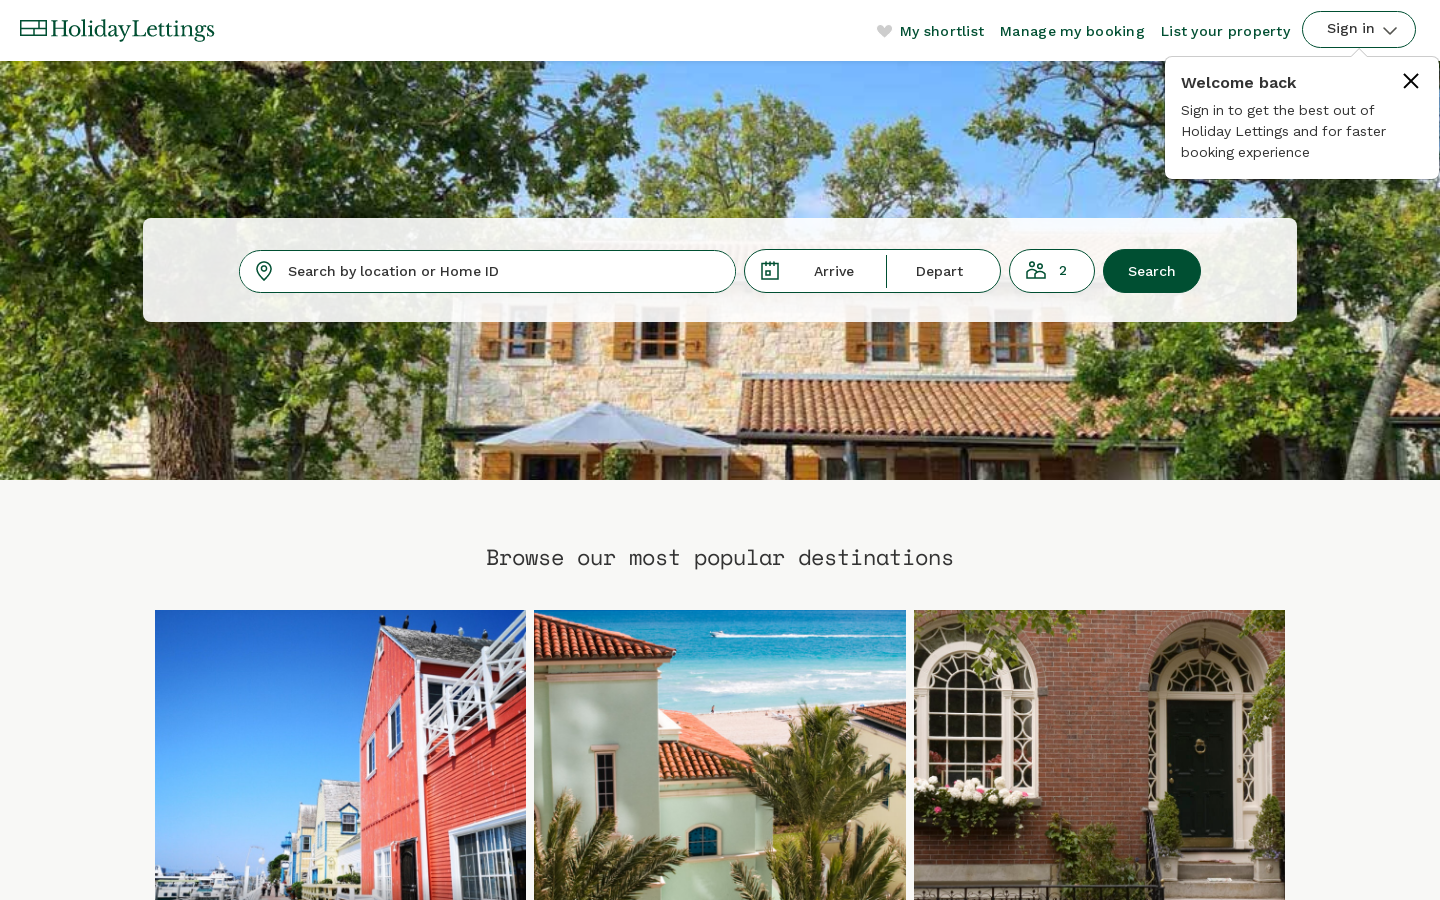 HolidayLettings
My shortlist
Manage my booking
List your property
Sign in
Welcome back
Sign in to get the best out of
Holiday Lettings and for faster
booking experience
Search by location or Home ID
Arrive
Depart
2
Search
Browse our most popular destinations